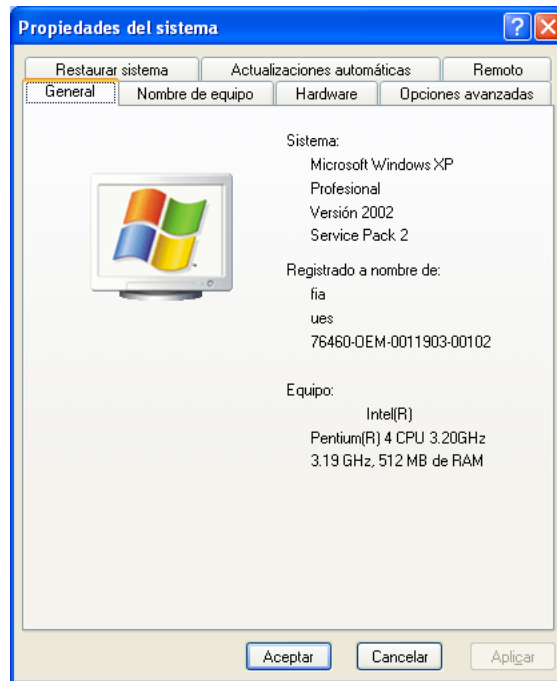 Propiedades del sistema
Restaurar sistema Actualizaciones automáticas Remoto
General Nombre de equipo Hardware Opciones avanzadas
Sistema:
Microsoft Windows XP
Profesional
Versión 2002
Service Pack 2
Registrado a nombre de:
fia
ues
76460-OEM-0011903-00102
Equipo:
Intel(R)
Pentium(R) 4 CPU 3.20GHz
3.19 GHz, 512 MB de RAM
Aceptar Cancelar Aplicar